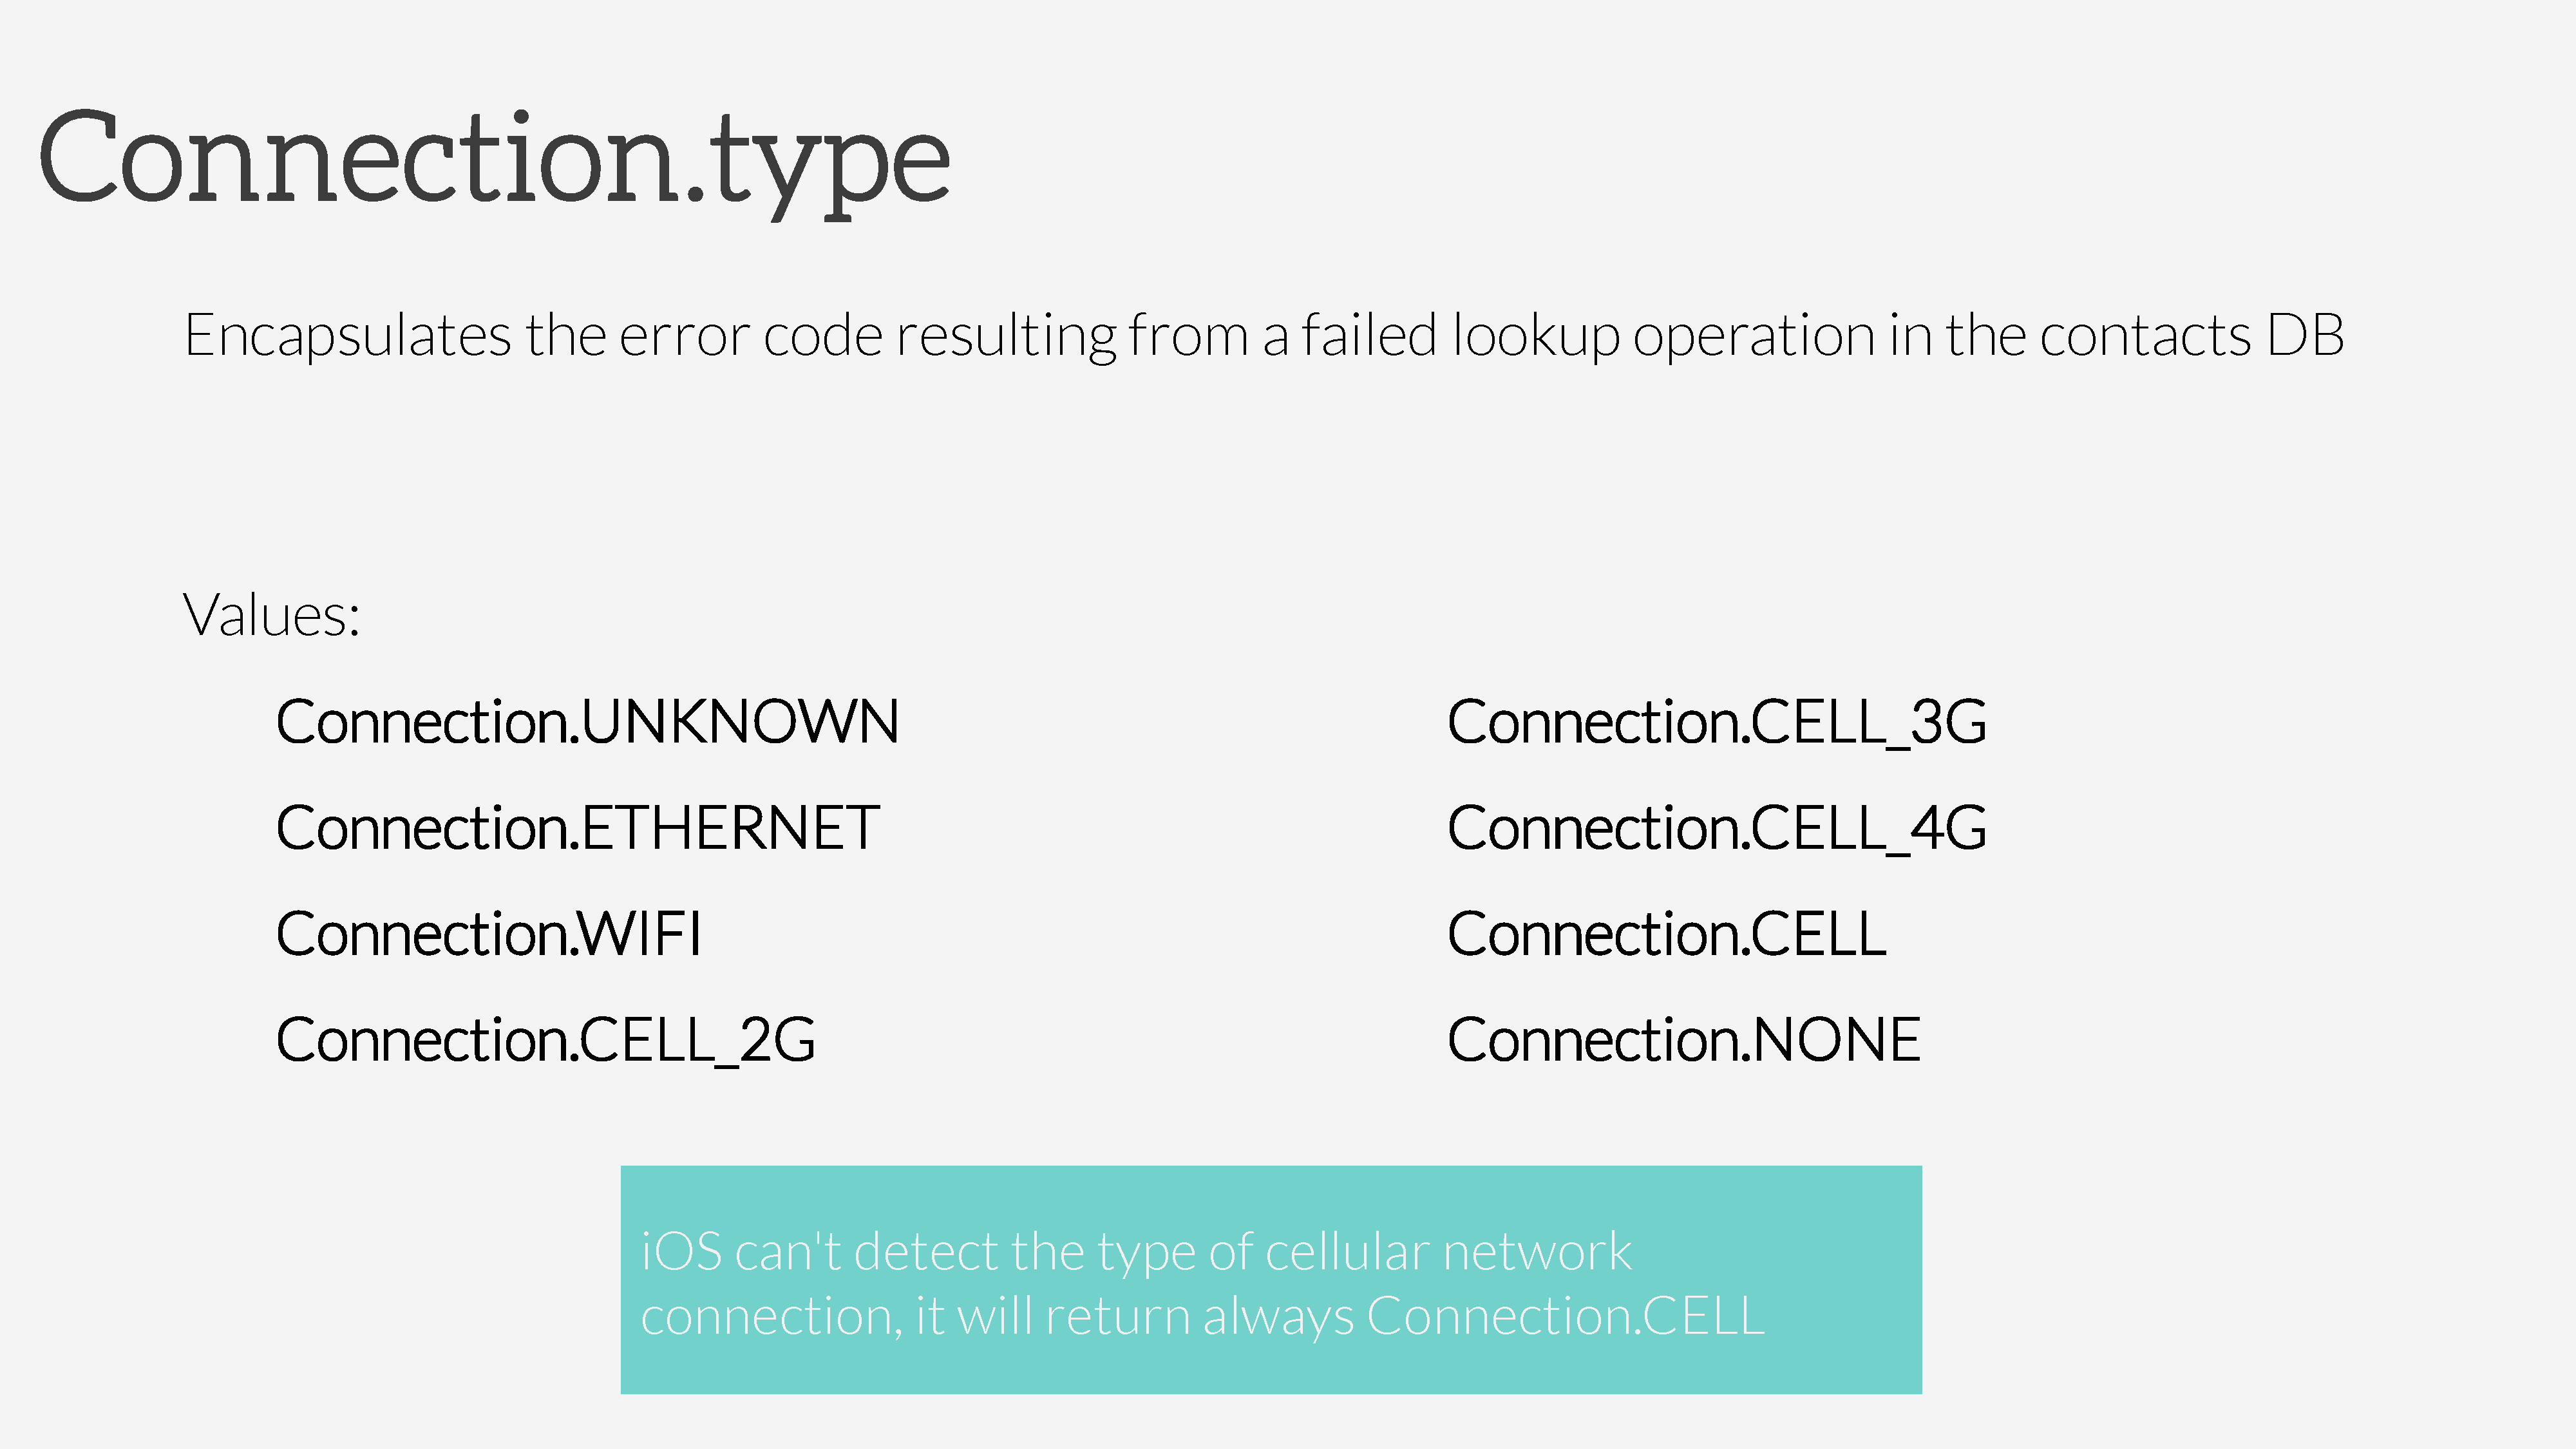 Connection.type
Encapsulates the error code resulting from a failed lookup operation in the contacts DB
Values:
Connection.UNKNOWN
Connection.ETHERNET
Connection.WIFI
Connection.CELL_2G
Connection.CELL_3G
Connection.CELL_4G
Connection.CELL
Connection.NONE
iOS can't detect the type of cellular network
connection, it will return always Connection.CELL